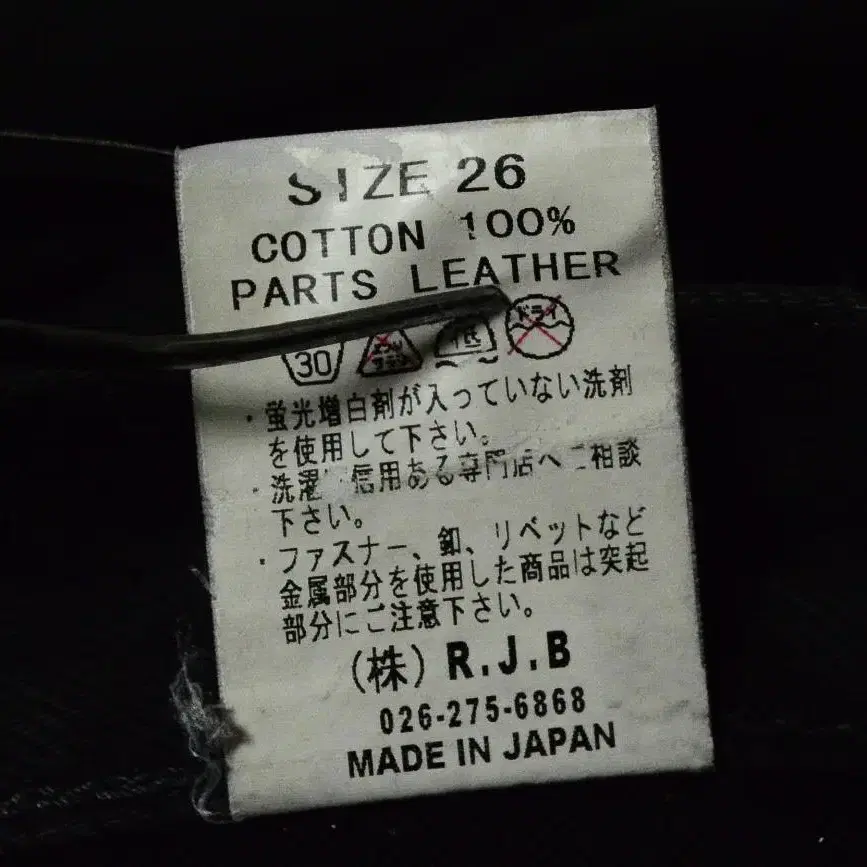 SIZE 26
COTTON 100%
PARTS LEATHER
30 低 ドライ
・蛍光増白剤が入っていない洗剤
を使用して下さい。
・洗濯 信用ある専門店へご相談
下さい。
・ファスナー、釦、リベットなど
金属部分を使用した商品は突起
部分にご注意下さい。
(株) R.J.B
026-275-6868
MADE IN JAPAN